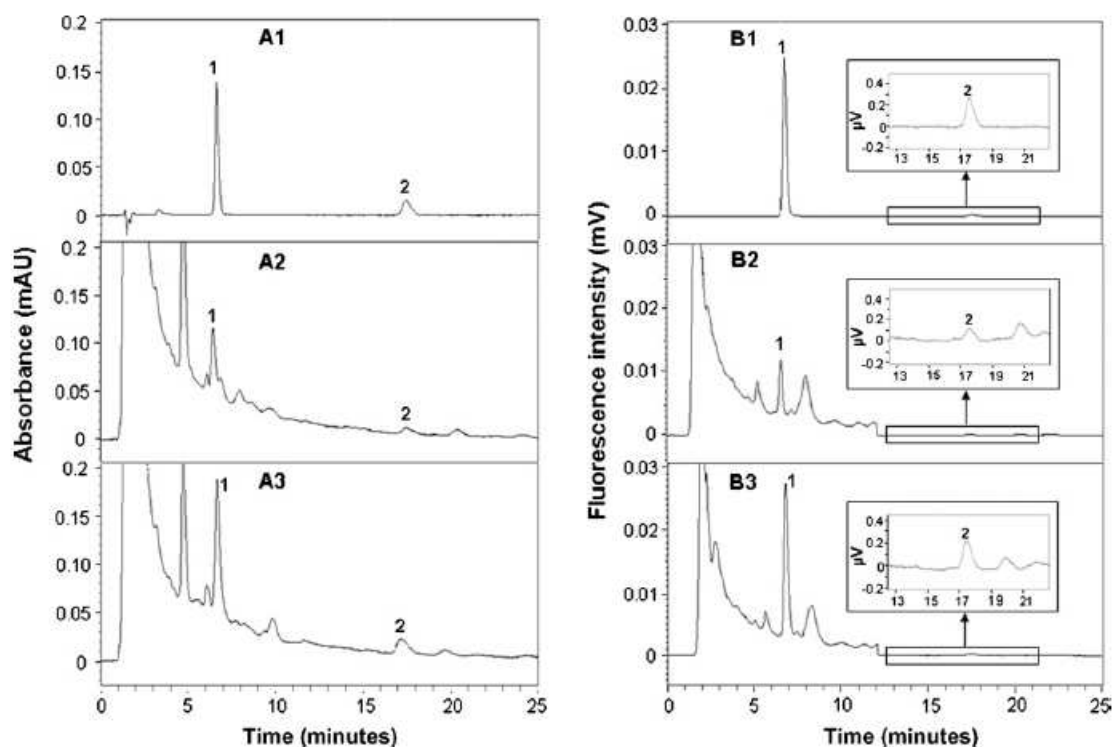 A1
B1
0.2
0.15
0.10
0.05
0
1
2
0.03
0.02
0.01
0
1
µV
0.4
0.2
0
-0.2
2
13 15 17 19 21
A2
B2
0.2
0.15
0.10
0.05
0
1
2
0.03
0.02
0.01
0
1
µV
0.4
0.2
0
-0.2
2
13 15 17 19 21
A3
B3
0.2
0.15
0.10
0.05
0
1
2
0.03
0.02
0.01
0
1
µV
0.4
0.2
0
-0.2
2
13 15 17 19 21
Absorbance (mAU)
Fluorescence intensity (mV)
0 5 10 15 20 25
0 5 10 15 20 25
Time (minutes)
Time (minutes)